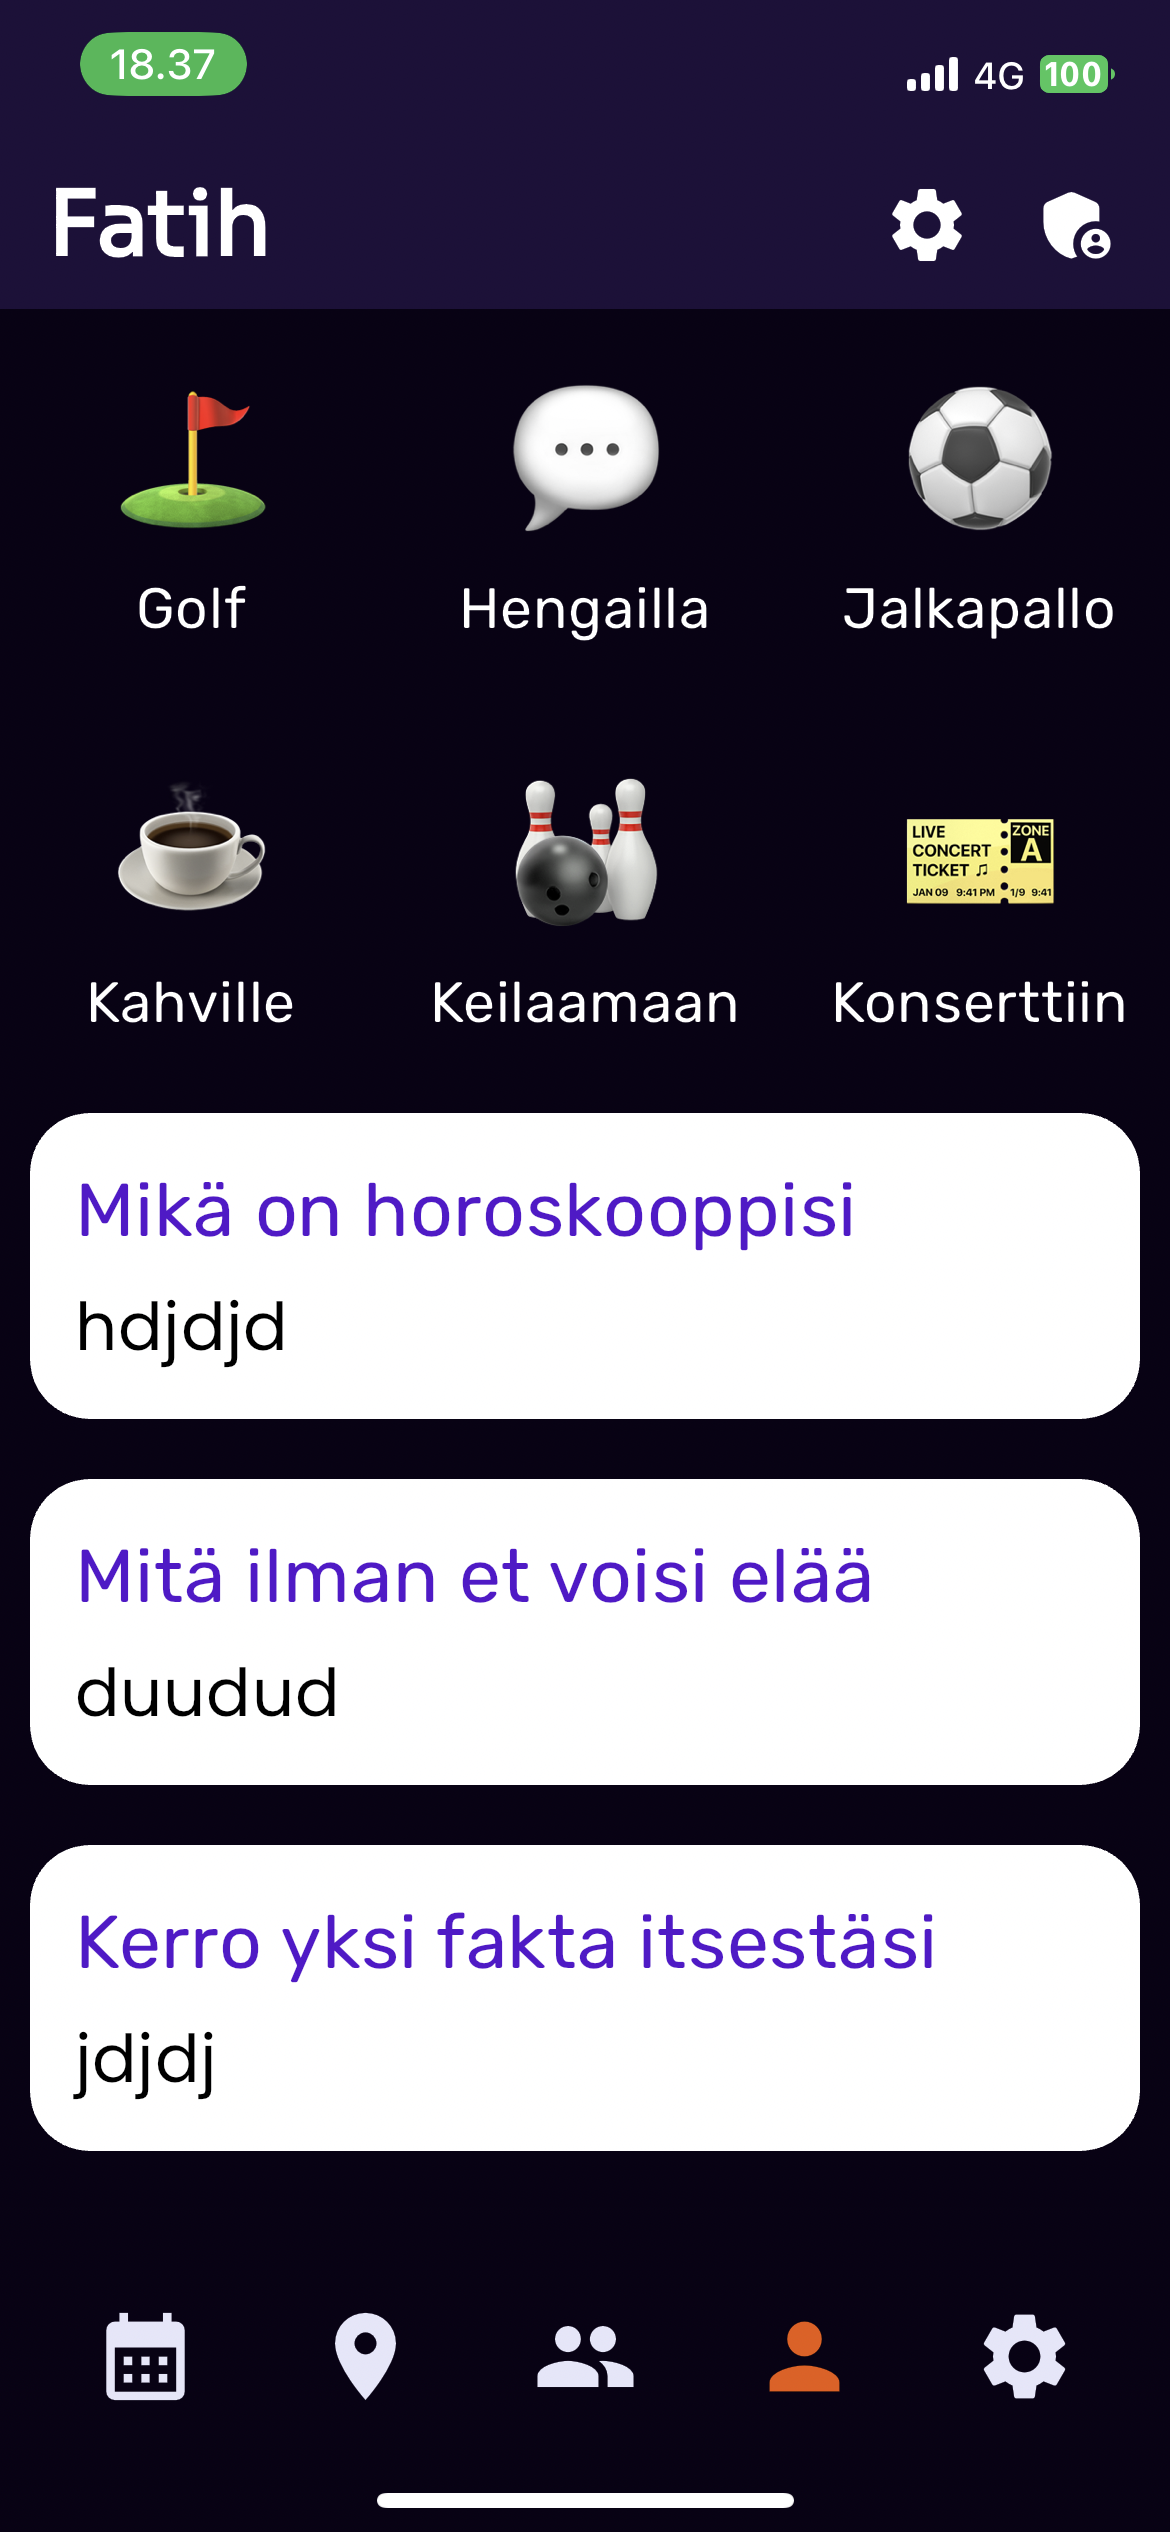 18.37
4G 100
Fatih
Golf
Hengailla
Jalkapallo
LIVE
CONCERT
TICKET ♫
JAN 09 9:41 PM
ZONE
A
1/9 9:41
Kahville
Keilaamaan
Konserttiin
Mikä on horoskooppisi
hdjdjd
Mitä ilman et voisi elää
duudud
Kerro yksi fakta itsestäsi
jdjdj